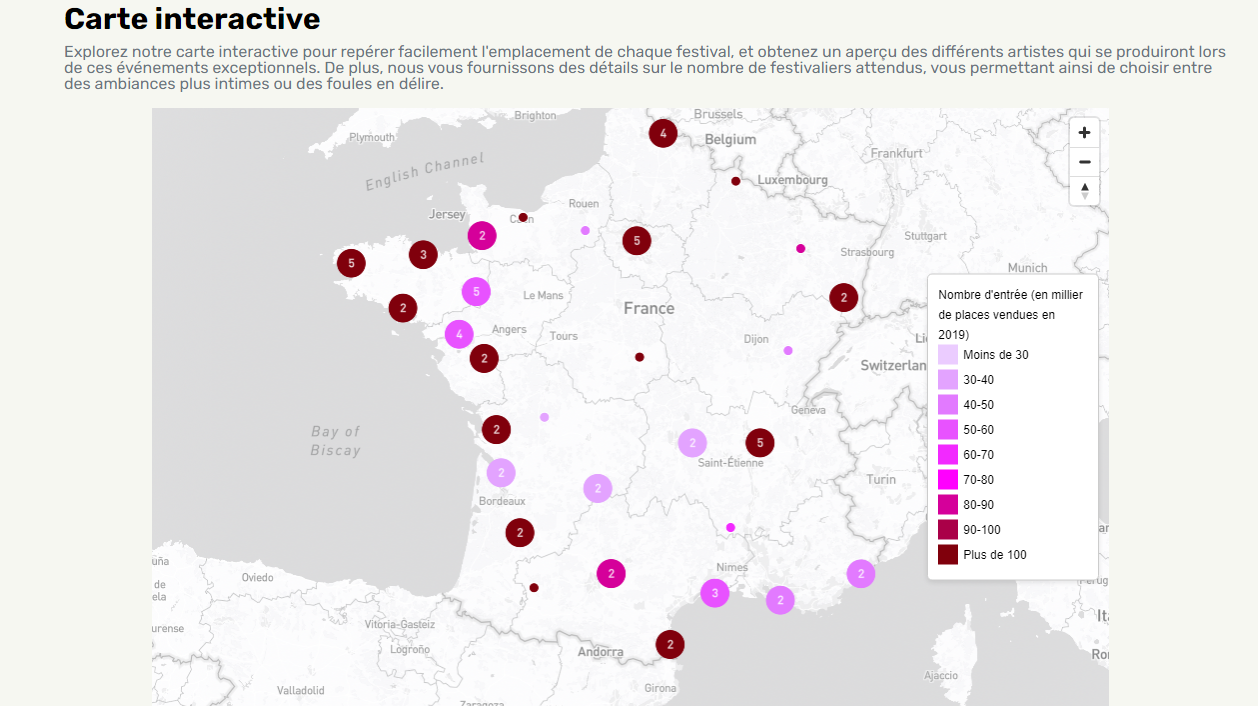 Carte interactive
Explorez notre carte interactive pour repérer facilement l'emplacement de chaque festival, et obtenez un aperçu des différents artistes qui se produiront lors
de ces événements exceptionnels. De plus, nous vous fournissons des détails sur le nombre de festivaliers attendus, vous permettant ainsi de choisir entre
des ambiances plus intimes ou des foules en délire.
Brighton
Brussels
Plymouth
4
Belgium
Frankfurt
English Channel
Luxembourg
Rouen
Jersey
2
5
Stuttgart
Strasbourg
3
5
Munich
5
Le Mans
2
2
France
Angers
Tours
4
Dijon
2
Switzerlan
Geneva
2
Bay of
Biscay
2
5
Saint-Étienne
2
2
Turin
Bordeaux
2
Nimes
2
2
Oviedo
3
2
Vitoria-Gasteiz
Logroño
2
Andorra
Girona
Valladolid
Zaragoza
Ajaccio
Nombre d'entrée (en millier
de places vendues en
2019)
Moins de 30
30-40
40-50
50-60
60-70
70-80
80-90
90-100
Plus de 100